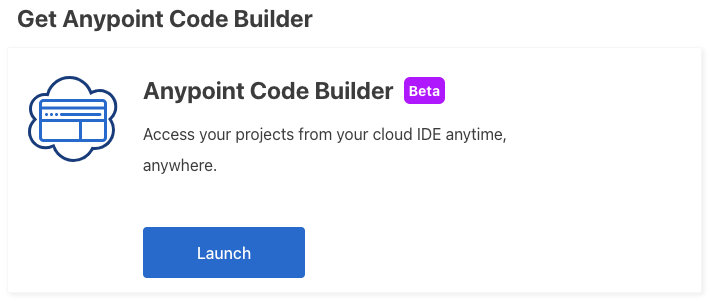 Get Anypoint Code Builder
Anypoint Code Builder Beta
Access your projects from your cloud IDE anytime,
anywhere.
Launch